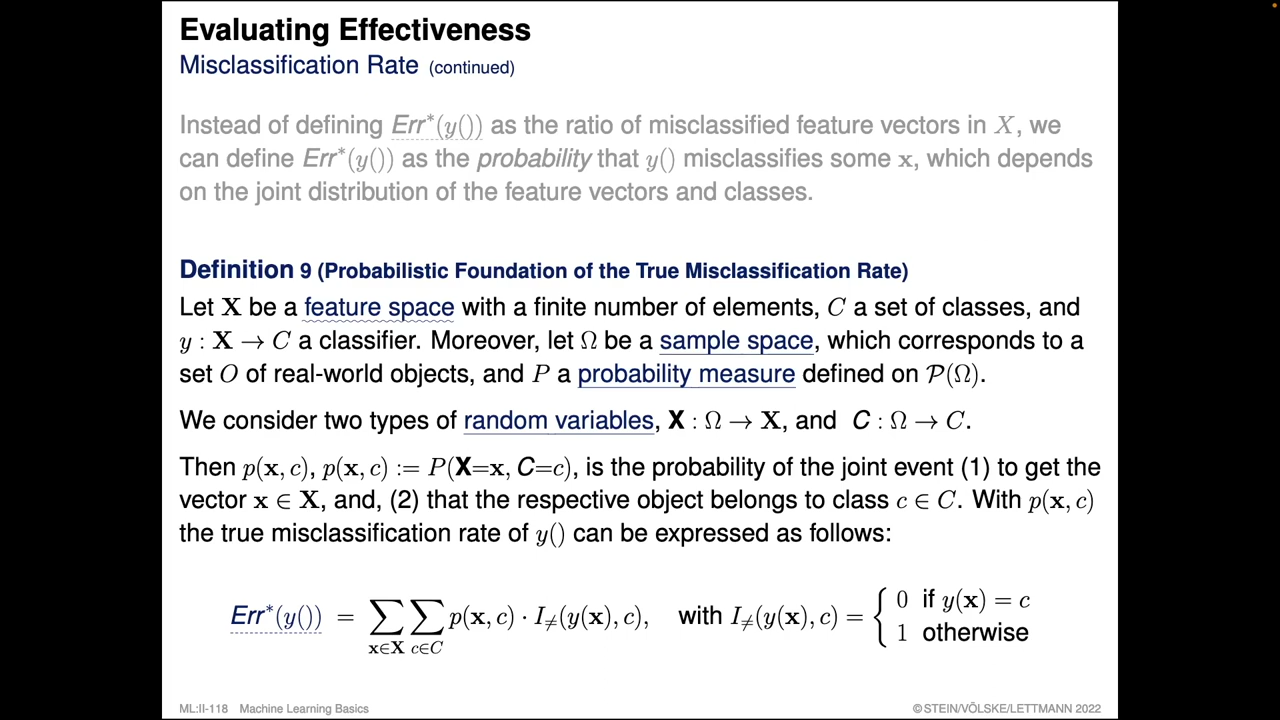 Evaluating Effectiveness
Misclassification Rate (continued)
Instead of defining Err*(y()) as the ratio of misclassified feature vectors in X, we
can define Err*(y()) as the probability that y() misclassifies some x, which depends
on the joint distribution of the feature vectors and classes.
Definition 9 (Probabilistic Foundation of the True Misclassification Rate)
Let X be a feature space with a finite number of elements, C a set of classes, and
y : X → C a classifier. Moreover, let Ω be a sample space, which corresponds to a
set O of real-world objects, and P a probability measure defined on 𝒫(Ω).
We consider two types of random variables, X : Ω → X, and C : Ω → C.
Then p(x, c), p(x, c) := P(X=x, C=c), is the probability of the joint event (1) to get the
vector x ∈ X, and, (2) that the respective object belongs to class c ∈ C. With p(x, c)
the true misclassification rate of y() can be expressed as follows:
Err*(y()) = ∑_{x∈X} ∑_{c∈C} p(x, c) · I≠(y(x), c), with I≠(y(x), c) = { 0 if y(x) = c
1 otherwise
ML:II-118 Machine Learning Basics
© STEIN/VÖLSKE/LETTMANN 2022